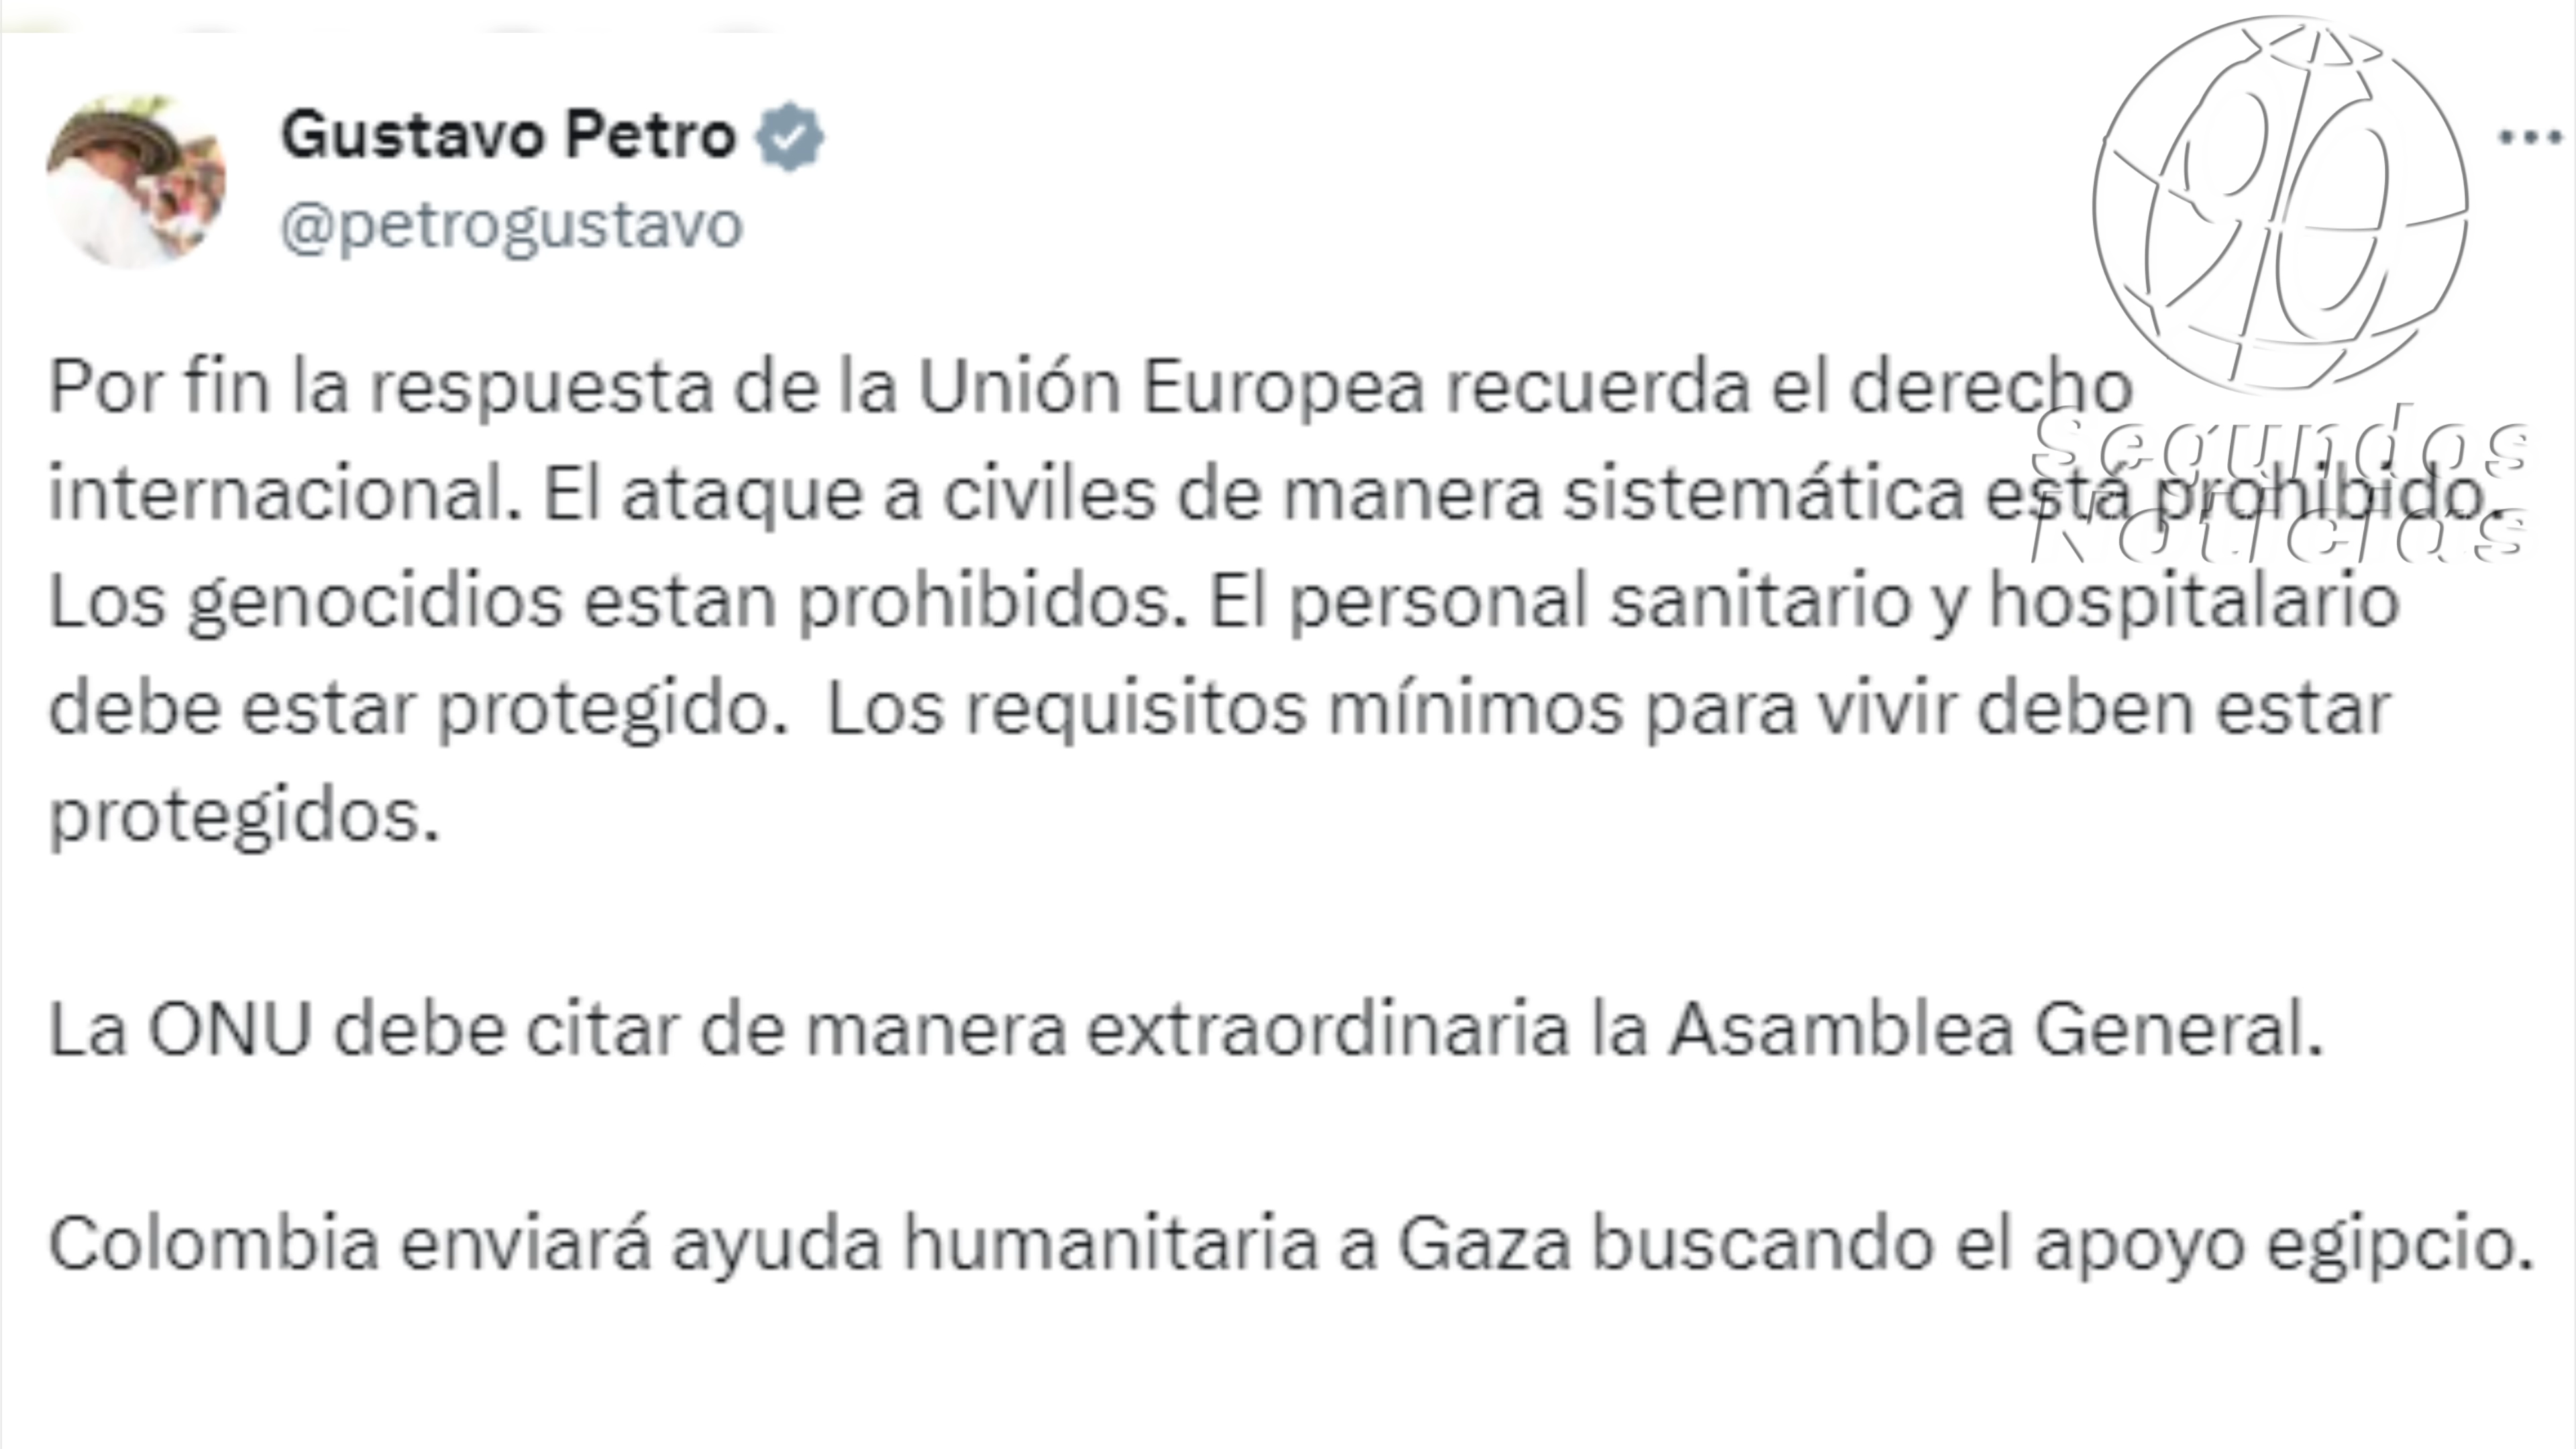 Gustavo Petro
@petrogustavo
Por fin la respuesta de la Unión Europea recuerda el derecho
internacional. El ataque a civiles de manera sistemática está prohibido.
Los genocidios estan prohibidos. El personal sanitario y hospitalario
debe estar protegido.  Los requisitos mínimos para vivir deben estar
protegidos.
La ONU debe citar de manera extraordinaria la Asamblea General.
Colombia enviará ayuda humanitaria a Gaza buscando el apoyo egipcio.
90
Segundos
Noticias